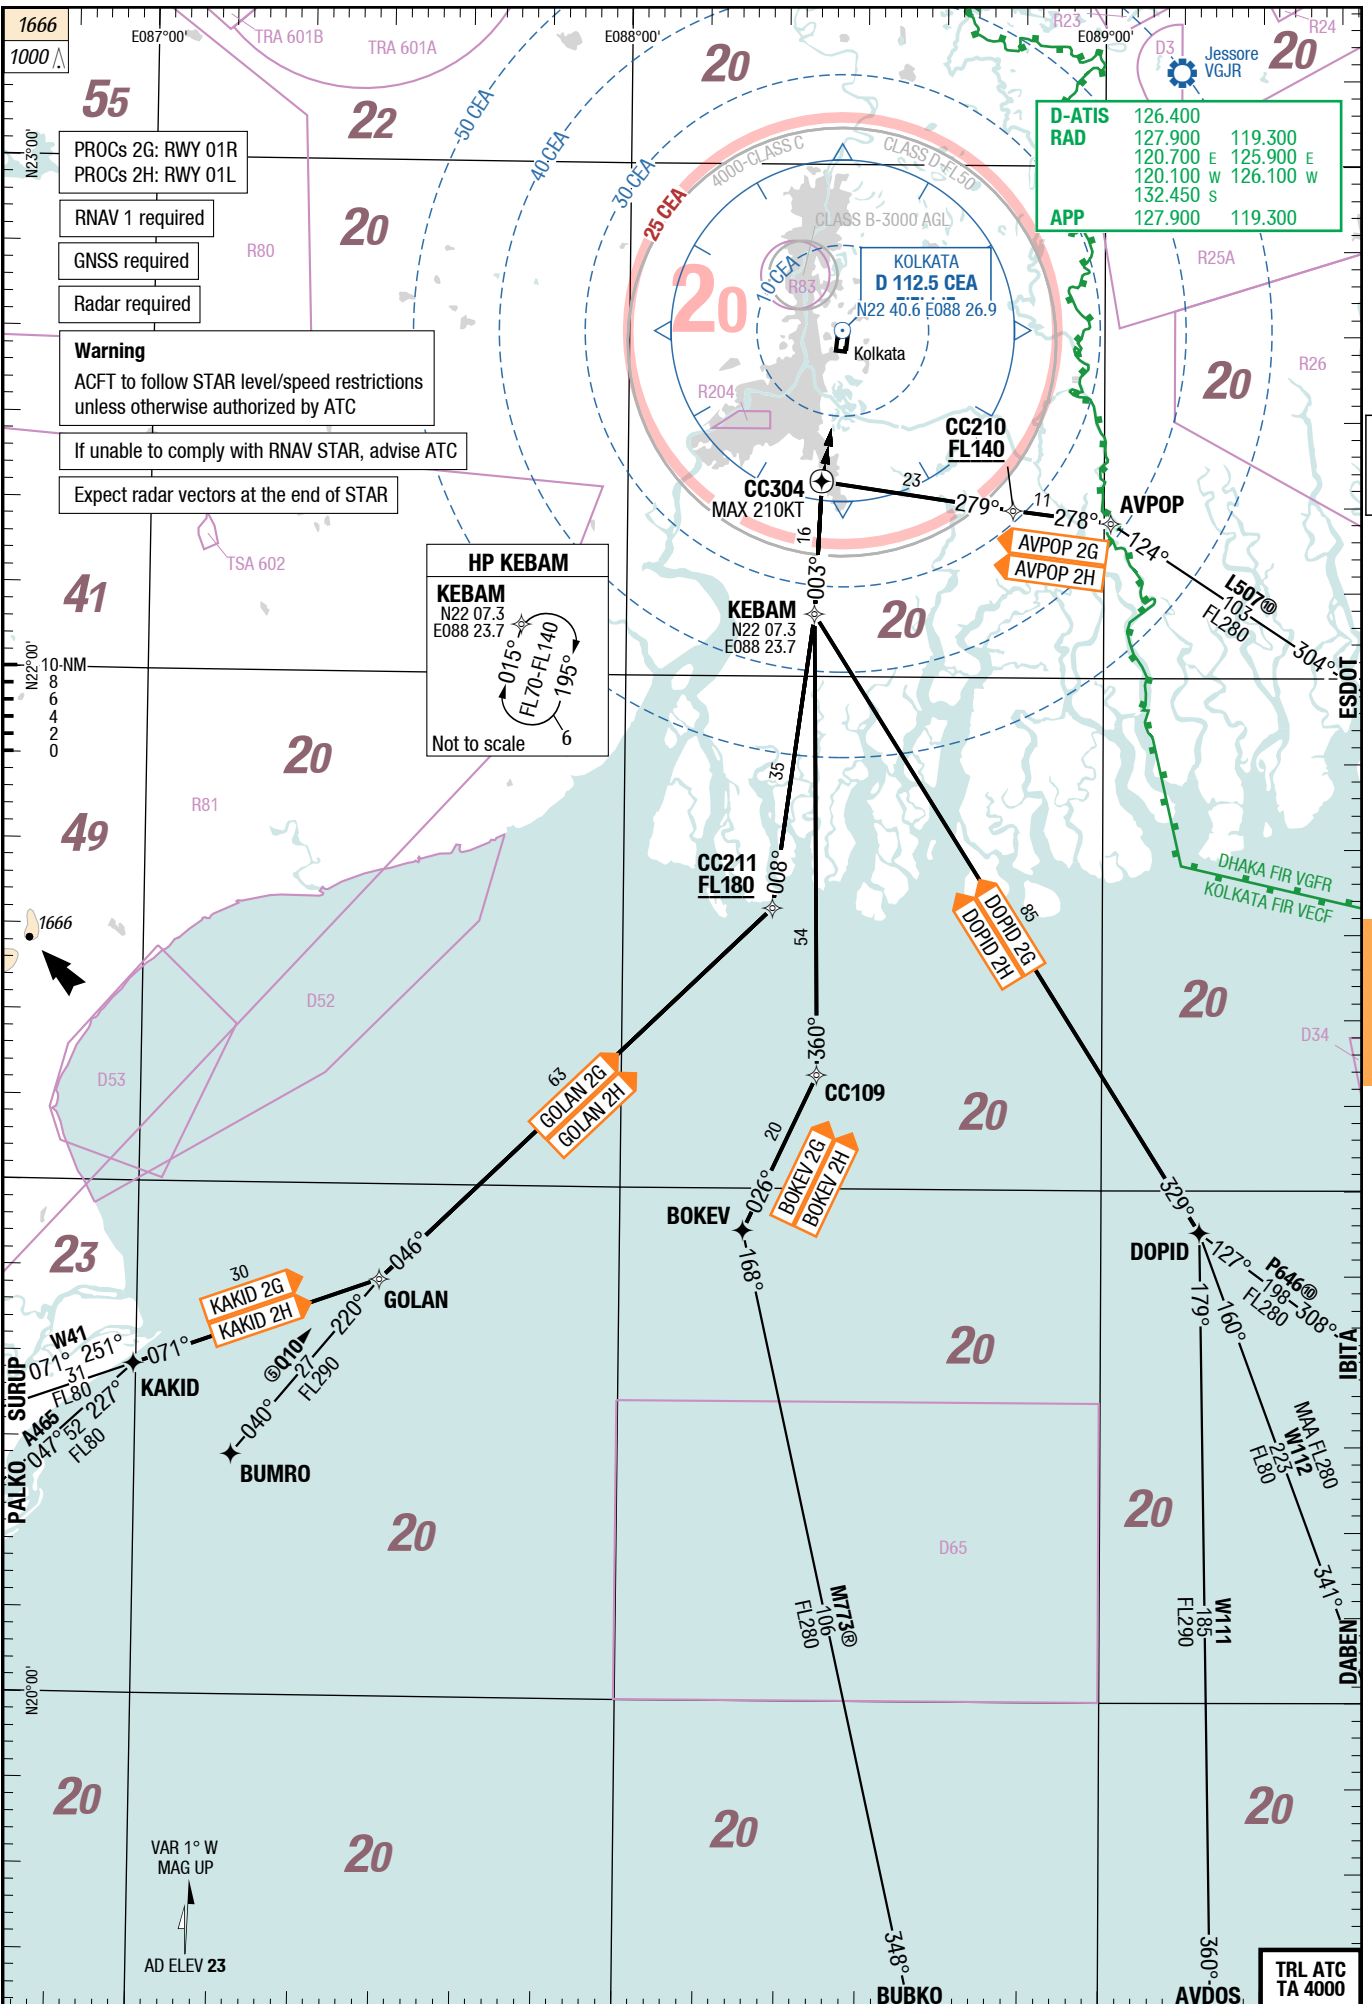 1666
1000
E087°00'
E088°00'
E089°00'
TRA 601B
TRA 601A
R23
R24
D3
Jessore
VGJR
20
20
55
22
50 CEA
40 CEA
30 CEA
25 CEA
10 CEA
4000-CLASS C
CLASS D-FL50
CLASS B-3000 AGL
D-ATIS 126.400
RAD 127.900 119.300
120.700 E 125.900 E
120.100 W 126.100 W
132.450 S
APP 127.900 119.300
N23°00'
PROCs 2G: RWY 01R
PROCs 2H: RWY 01L
RNAV 1 required
GNSS required
Radar required
20
R80
R25A
R83
KOLKATA
D 112.5 CEA
N22 40.6 E088 26.9
Kolkata
20
Warning
ACFT to follow STAR level/speed restrictions
unless otherwise authorized by ATC
If unable to comply with RNAV STAR, advise ATC
Expect radar vectors at the end of STAR
R204
R26
20
CC210
FL140
CC304
MAX 210KT
23
279°
11
278°
AVPOP
AVPOP 2G
AVPOP 2H
124°
L507⑩
103
FL280
304°
ESDOT
16
003°
TSA 602
41
HP KEBAM
KEBAM
N22 07.3
E088 23.7
015°
FL70-FL140
195°
6
Not to scale
KEBAM
N22 07.3
E088 23.7
20
N22°00'
10 NM
8
6
4
2
0
20
R81
49
35
CC211
FL180
008°
54
85
DOPID 2G
DOPID 2H
DHAKA FIR VGFR
KOLKATA FIR VECF
1666
D52
D53
20
D34
360°
CC109
63
GOLAN 2G
GOLAN 2H
20
20
026°
BOKEV 2G
BOKEV 2H
BOKEV
168°
329°
DOPID
127°
P646⑩
198
FL280
308°
IBITA
179°
160°
23
046°
GOLAN
30
KAKID 2G
KAKID 2H
071°
KAKID
W41
071° 251°
31
FL80
SURUP
A465
047° 52 227°
FL80
PALKO
220°
⑤Q10
27
FL290
040°
BUMRO
20
MAA FL280
W112
223
FL80
341°
DABEN
20
20
D65
M773Ⓡ
106
FL280
W111
185
FL290
N20°00'
20
20
20
20
VAR 1° W
MAG UP
AD ELEV 23
348°
BUBKO
360°
AVDOS
TRL ATC
TA 4000